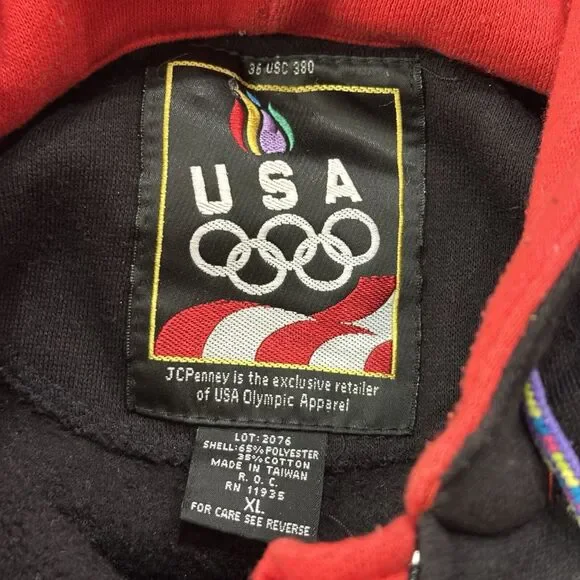 36 USC 380
USA
JCPenney is the exclusive retailer
of USA Olympic Apparel
LOT: 2076
SHELL: 65% POLYESTER
35% COTTON
MADE IN TAIWAN
R. O. C.
RN 11935
XL
FOR CARE SEE REVERSE